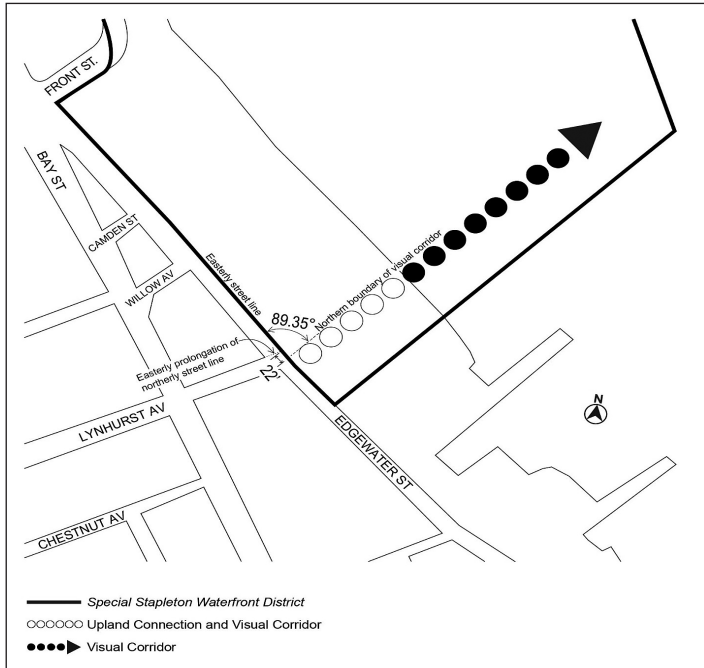 FRONT ST.
BAY ST
CAMDEN ST
WILLOW AV
Easterly street line
89.35°
Northern boundary of visual corridor
Easterly prolongation of
northerly street line
22'
LYNHURST AV
EDGEWATER ST
N
CHESTNUT AV
Special Stapleton Waterfront District
Upland Connection and Visual Corridor
Visual Corridor